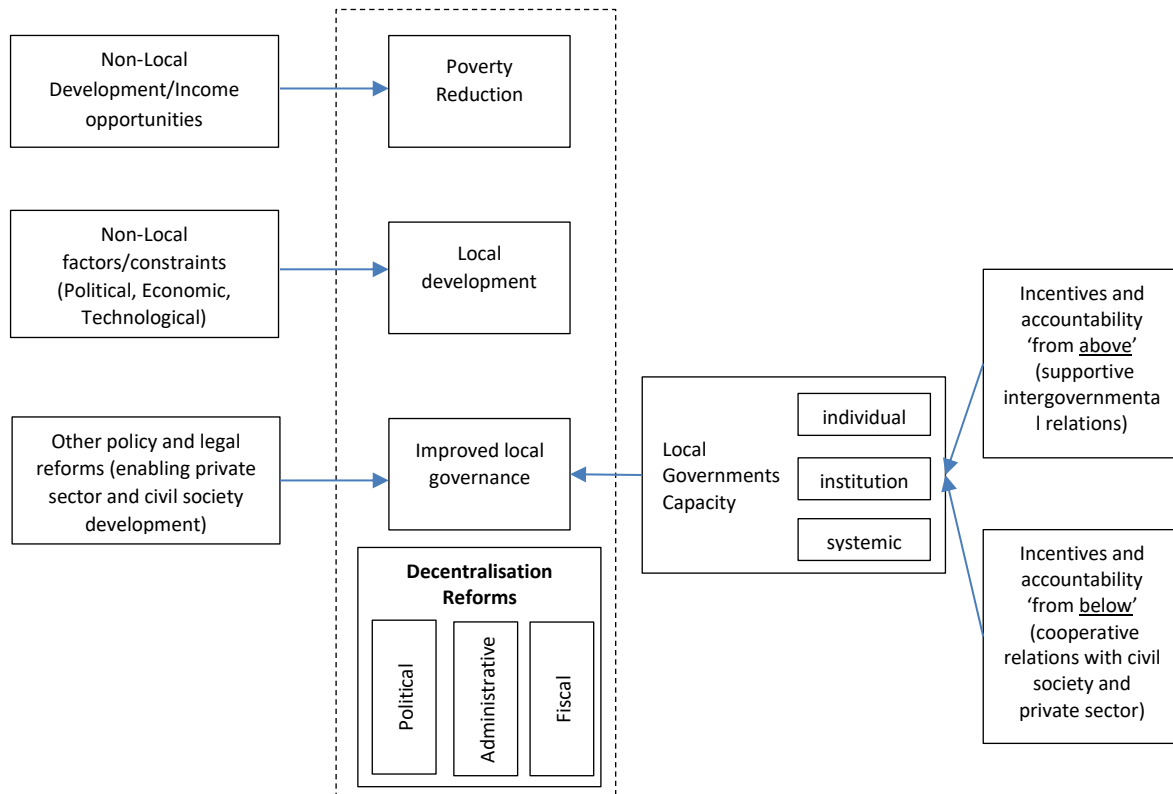 Non-Local
Development/Income
opportunities
Poverty
Reduction
Non-Local
factors/constraints
(Political, Economic,
Technological)
Local
development
Other policy and legal
reforms (enabling private
sector and civil society
development)
Improved local
governance
Local
Governments
Capacity
individual
institution
systemic
Incentives and
accountability
‘from above’
(supportive
intergovernmenta
l relations)
Incentives and
accountability
‘from below’
(cooperative
relations with civil
society and
private sector)
Decentralisation
Reforms
Political
Administrative
Fiscal